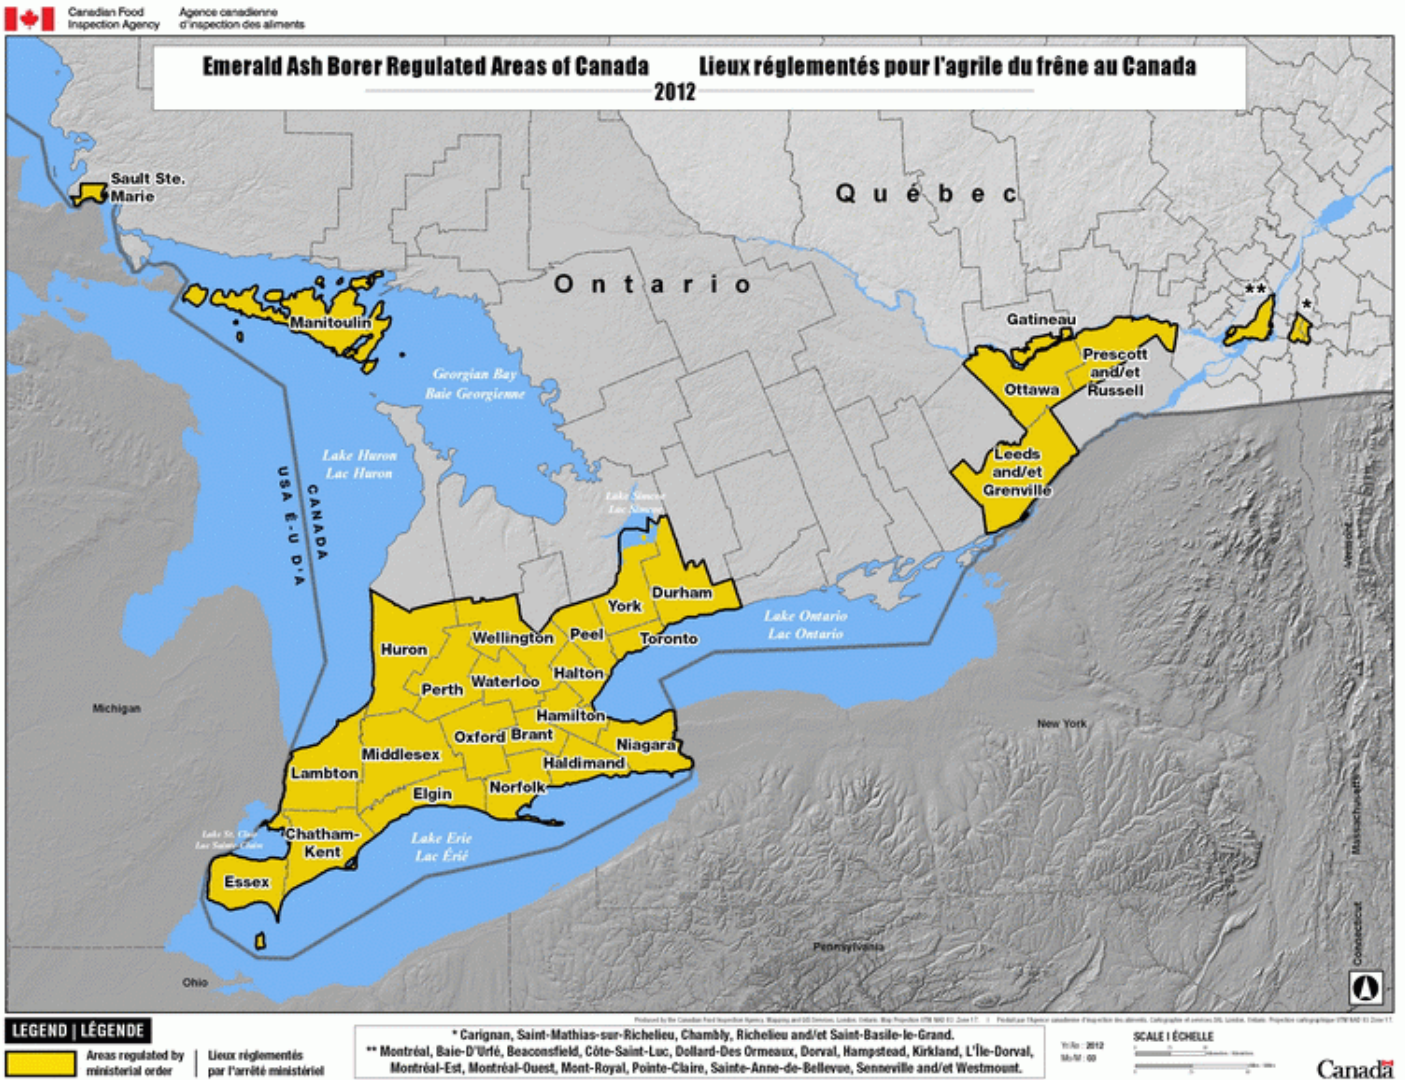 Canadian Food Agence canadienne
Inspection Agency d'inspection des aliments
Emerald Ash Borer Regulated Areas of Canada Lieux réglementés pour l'agrile du frêne au Canada
2012
Sault Ste.
Marie
Québec
Ontario
Manitoulin
**
*
Gatineau
Prescott
and/et
Russell
Ottawa
Georgian Bay
Baie Georgienne
Lake Huron
Lac Huron
Leeds
and/et
Grenville
CANADA
USA É-U D'A
Lake Simcoe
Lac Simcoe
Durham
York
Lake Ontario
Lac Ontario
Wellington
Peel
Toronto
Huron
Halton
Waterloo
Perth
Michigan
Hamilton
New York
Oxford
Brant
Niagara
Middlesex
Haldimand
Lambton
Norfolk
Elgin
Lake St. Clair
Lac Sainte-Claire
Chatham-
Kent
Lake Erie
Lac Érié
Essex
Vermont
Massachusetts
Connecticut
Pennsylvania
Ohio
LEGEND | LÉGENDE
Areas regulated by
ministerial order
Lieux réglementés
par l'arrêté ministériel
* Carignan, Saint-Mathias-sur-Richelieu, Chambly, Richelieu and/et Saint-Basile-le-Grand.
** Montréal, Baie-D'Urfé, Beaconsfield, Côte-Saint-Luc, Dollard-Des Ormeaux, Dorval, Hampstead, Kirkland, L'Île-Dorval,
Montréal-Est, Montréal-Ouest, Mont-Royal, Pointe-Claire, Sainte-Anne-de-Bellevue, Senneville and/et Westmount.
Yr/An : 2012
Mo/M : 03
SCALE | ÉCHELLE
Canada